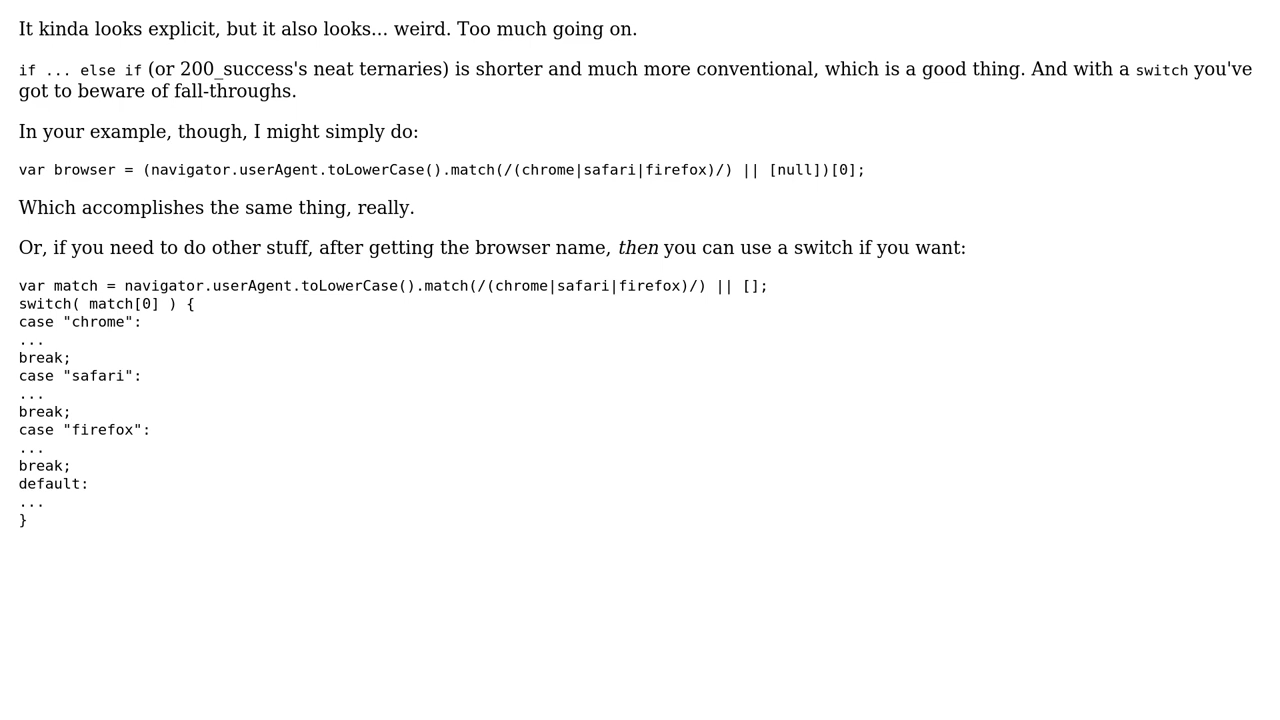 It kinda looks explicit, but it also looks... weird. Too much going on.
if ... else if (or 200_success's neat ternaries) is shorter and much more conventional, which is a good thing. And with a switch you've
got to beware of fall-throughs.
In your example, though, I might simply do:
var browser = (navigator.userAgent.toLowerCase().match(/(chrome|safari|firefox)/) || [null])[0];
Which accomplishes the same thing, really.
Or, if you need to do other stuff, after getting the browser name, then you can use a switch if you want:
var match = navigator.userAgent.toLowerCase().match(/(chrome|safari|firefox)/) || [];
switch( match[0] ) {
case "chrome":
...
break;
case "safari":
...
break;
case "firefox":
...
break;
default:
...
}